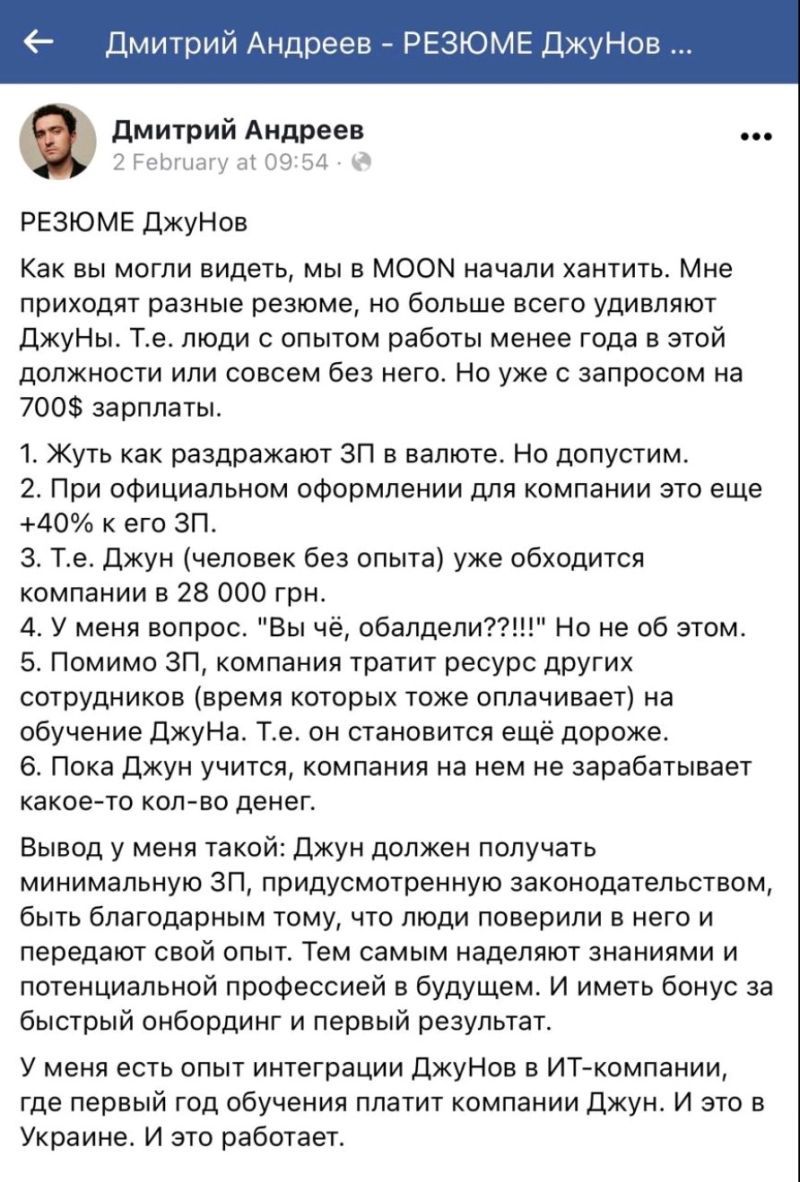 Дмитрий Андреев - РЕЗЮМЕ ДжуНов ...
Дмитрий Андреев
2 February at 09:54 ·
РЕЗЮМЕ ДжуНов
Как вы могли видеть, мы в MOON начали хантить. Мне
приходят разные резюме, но больше всего удивляют
ДжуНы. Т.е. люди с опытом работы менее года в этой
должности или совсем без него. Но уже с запросом на
700$ зарплаты.
1. Жуть как раздражают ЗП в валюте. Но допустим.
2. При официальном оформлении для компании это еще
+40% к его ЗП.
3. Т.е. Джун (человек без опыта) уже обходится
компании в 28 000 грн.
4. У меня вопрос. "Вы чё, обалдели??!!!" Но не об этом.
5. Помимо ЗП, компания тратит ресурс других
сотрудников (время которых тоже оплачивает) на
обучение ДжуНа. Т.е. он становится ещё дороже.
6. Пока Джун учится, компания на нем не зарабатывает
какое-то кол-во денег.
Вывод у меня такой: Джун должен получать
минимальную ЗП, придусмотренную законодательством,
быть благодарным тому, что люди поверили в него и
передают свой опыт. Тем самым наделяют знаниями и
потенциальной профессией в будущем. И иметь бонус за
быстрый онбординг и первый результат.
У меня есть опыт интеграции ДжуНов в ИТ-компании,
где первый год обучения платит компании Джун. И это в
Украине. И это работает.